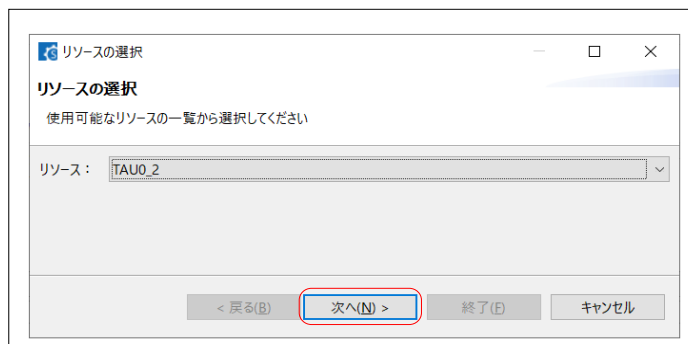 リソースの選択
リソースの選択
使用可能なリソースの一覧から選択してください
リソース： TAU0_2
< 戻る(B) 次へ(N) > 終了(F) キャンセル